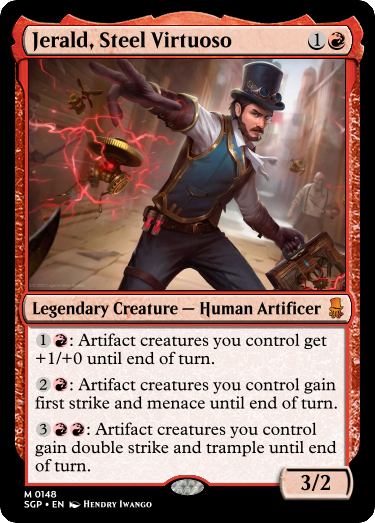 Jerald, Steel Virtuoso 1
Legendary Creature — Human Artificer
1 : Artifact creatures you control get
+1/+0 until end of turn.
2 : Artifact creatures you control gain
first strike and menace until end of turn.
3 : Artifact creatures you control
gain double strike and trample until end
of turn.
3/2
M 0148
SGP • EN Hendry Iwango